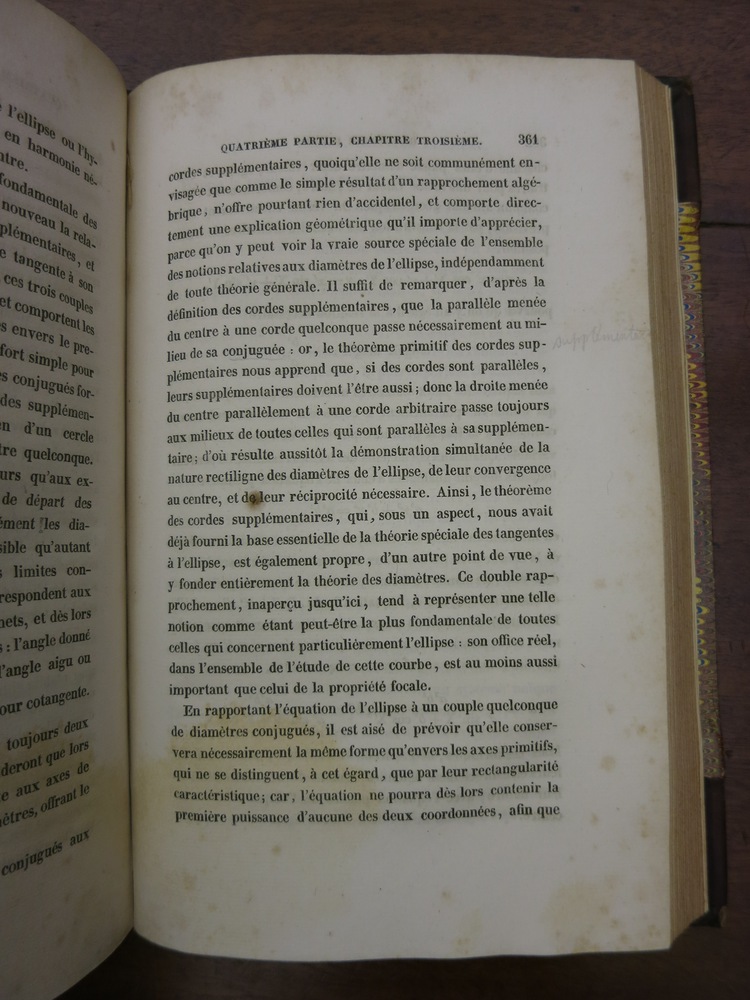 l'ellipse ou l'hy-
en harmonie né-
fondamentale des
nouveau la rela-
plémentaires, et
e tangente à son
ces trois couples
et comportent les
s envers le pre-
fort simple pour
s conjugués for-
des supplémen-
n d'un cercle
tre quelconque.
urs qu'aux ex-
de départ des
ément les dia-
sible qu'autant
limites con-
respondent aux
nets, et dès lors
: l'angle donné
l'angle aigu ou
our cotangente.
toujours deux
deront que lors
e aux axes de
ètres, offrant le
conjugués aux
QUATRIÈME PARTIE, CHAPITRE TROISIÈME. 361
cordes supplémentaires, quoiqu'elle ne soit communément en-
visagée que comme le simple résultat d'un rapprochement algé-
brique, n'offre pourtant rien d'accidentel, et comporte direc-
tement une explication géométrique qu'il importe d'apprécier,
parce qu'on y peut voir la vraie source spéciale de l'ensemble
des notions relatives aux diamètres de l'ellipse, indépendamment
de toute théorie générale. Il suffit de remarquer, d'après la
définition des cordes supplémentaires, que la parallèle menée
du centre à une corde quelconque passe nécessairement au mi-
lieu de sa conjuguée : or, le théorème primitif des cordes sup-
plémentaires nous apprend que, si des cordes sont parallèles,
leurs supplémentaires doivent l'être aussi ; donc la droite menée
du centre parallèlement à une corde arbitraire passe toujours
aux milieux de toutes celles qui sont parallèles à sa supplémen-
taire ; d'où résulte aussitôt la démonstration simultanée de la
nature rectiligne des diamètres de l'ellipse, de leur convergence
au centre, et de leur réciprocité nécessaire. Ainsi, le théorème
des cordes supplémentaires, qui, sous un aspect, nous avait
déjà fourni la base essentielle de la théorie spéciale des tangentes
à l'ellipse, est également propre, d'un autre point de vue, à
y fonder entièrement la théorie des diamètres. Ce double rap-
prochement, inaperçu jusqu'ici, tend à représenter une telle
notion comme étant peut-être la plus fondamentale de toutes
celles qui concernent particulièrement l'ellipse : son office réel,
dans l'ensemble de l'étude de cette courbe, est au moins aussi
important que celui de la propriété focale.
En rapportant l'équation de l'ellipse à un couple quelconque
de diamètres conjugués, il est aisé de prévoir qu'elle conser-
vera nécessairement la même forme qu'envers les axes primitifs,
qui ne se distinguent, à cet égard, que par leur rectangularité
caractéristique ; car, l'équation ne pourra dès lors contenir la
première puissance d'aucune des deux coordonnées, afin que